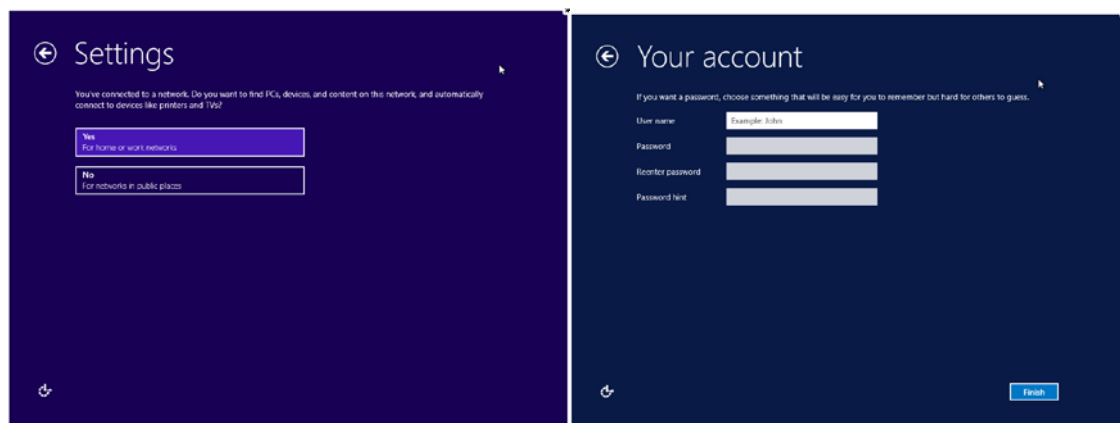 Settings
You've connected to a network. Do you want to find PCs, devices, and content on this network, and automatically
connect to devices like printers and TVs?
Yes
For home or work networks
No
For networks in public places
Your account
If you want a password, choose something that will be easy for you to remember but hard for others to guess.
User name
Example: John
Password
Reenter password
Password hint
Finish